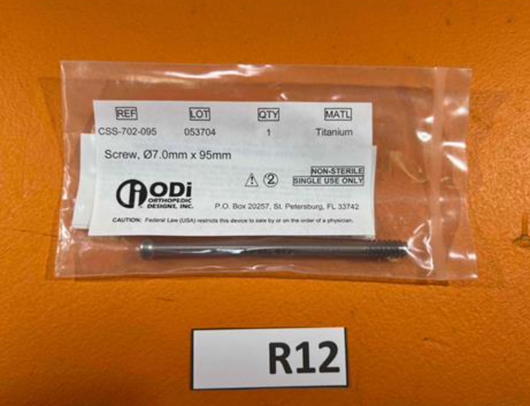 REF LOT QTY MATL
CSS-702-095 053704 1 Titanium
Screw, Ø7.0mm x 95mm
NON-STERILE
SINGLE USE ONLY
2
ODi
ORTHOPEDIC
DESIGNS, INC.
P.O. Box 20257, St. Petersburg, FL 33742
CAUTION: Federal Law (USA) restricts this device to sale by or on the order of a physician.
R12